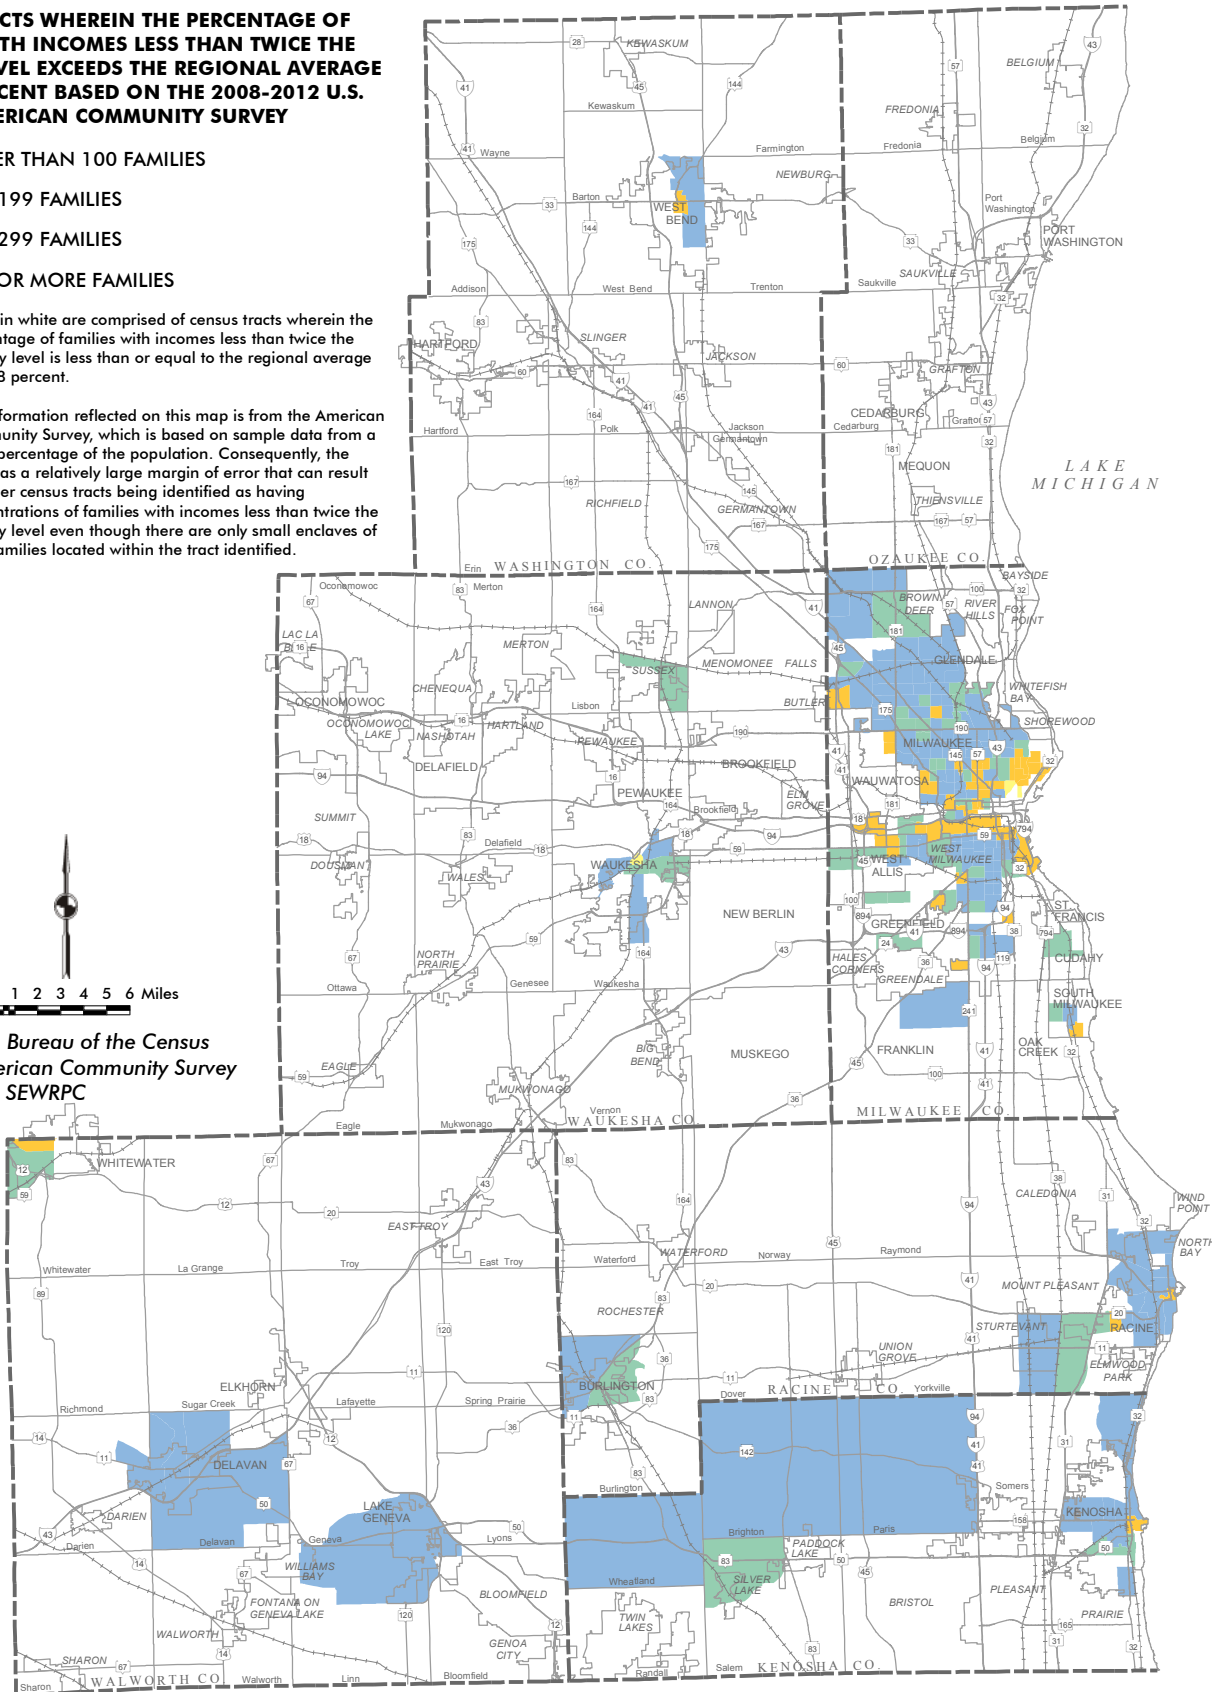 CTS WHEREIN THE PERCENTAGE OF
TH INCOMES LESS THAN TWICE THE
VEL EXCEEDS THE REGIONAL AVERAGE
CENT BASED ON THE 2008-2012 U.S.
ERICAN COMMUNITY SURVEY
ER THAN 100 FAMILIES
199 FAMILIES
299 FAMILIES
OR MORE FAMILIES
in white are comprised of census tracts wherein the
ntage of families with incomes less than twice the
y level is less than or equal to the regional average
3 percent.
formation reflected on this map is from the American
unity Survey, which is based on sample data from a
percentage of the population. Consequently, the
as a relatively large margin of error that can result
er census tracts being identified as having
ntrations of families with incomes less than twice the
y level even though there are only small enclaves of
amilies located within the tract identified.
KEWASKUM
Kewaskum
Wayne
Farmington
Barton
NEWBURG
WEST
BEND
Addison
West Bend
Trenton
HARTFORD
SLINGER
JACKSON
Hartford
Polk
Jackson
Germantown
RICHFIELD
GERMANTOWN
Erin
WASHINGTON CO.
BELGIUM
FREDONIA
Fredonia
Belgium
Port
Washington
PORT
WASHINGTON
SAUKVILLE
Saukville
GRAFTON
CEDARBURG
Cedarburg
Grafton
MEQUON
THIENSVILLE
OZAUKEE CO.
LAKE
MICHIGAN
Oconomowoc
Merton
LANNON
LAC LA
MERTON
SUSSEX
MENOMONEE FALLS
CHENEQUA
OCONOMOWOC
Lisbon
BUTLER
OCONOMOWOC
LAKE
NASHOTAH
HARTLAND
PEWAUKEE
DELAFIELD
BROOKFIELD
PEWAUKEE
ELM
GROVE
Brookfield
SUMMIT
Delafield
DOUSMAN
WALES
WAUKESHA
NEW BERLIN
NORTH
PRAIRIE
Ottawa
Genesee
Waukesha
BIG
BEND
MUSKEGO
EAGLE
MUKWONAGO
Vernon
Eagle
Mukwonago
WAUKESHA CO.
BAYSIDE
BROWN
DEER
RIVER
HILLS
FOX
POINT
GLENDALE
WHITEFISH
BAY
SHOREWOOD
MILWAUKEE
WAUWATOSA
WEST
ALLIS
WEST
MILWAUKEE
ST.
FRANCIS
GREENFIELD
CUDAHY
HALES
CORNERS
GREENDALE
SOUTH
MILWAUKEE
FRANKLIN
OAK
CREEK
MILWAUKEE CO.
1 2 3 4 5 6 Miles
Bureau of the Census
erican Community Survey
SEWRPC
WHITEWATER
EAST TROY
Whitewater
La Grange
Troy
East Troy
ELKHORN
Richmond
Sugar Creek
Lafayette
Spring Prairie
DELAVAN
LAKE
GENEVA
DARIEN
Darien
Delavan
Geneva
Lyons
WILLIAMS
BAY
BLOOMFIELD
FONTANA ON
GENEVA LAKE
WALWORTH
GENOA
CITY
SHARON
Sharon
WALWORTH CO.
Walworth
Linn
Bloomfield
CALEDONIA
WIND
POINT
Waterford
WATERFORD
Norway
Raymond
NORTH
BAY
MOUNT PLEASANT
ROCHESTER
STURTEVANT
RACINE
UNION
GROVE
ELMWOOD
PARK
BURLINGTON
Dover
RACINE CO.
Yorkville
Burlington
Somers
KENOSHA
Brighton
Paris
PADDOCK
LAKE
Wheatland
SILVER
LAKE
PLEASANT
PRAIRIE
BRISTOL
TWIN
LAKES
Randall
Salem
KENOSHA CO.